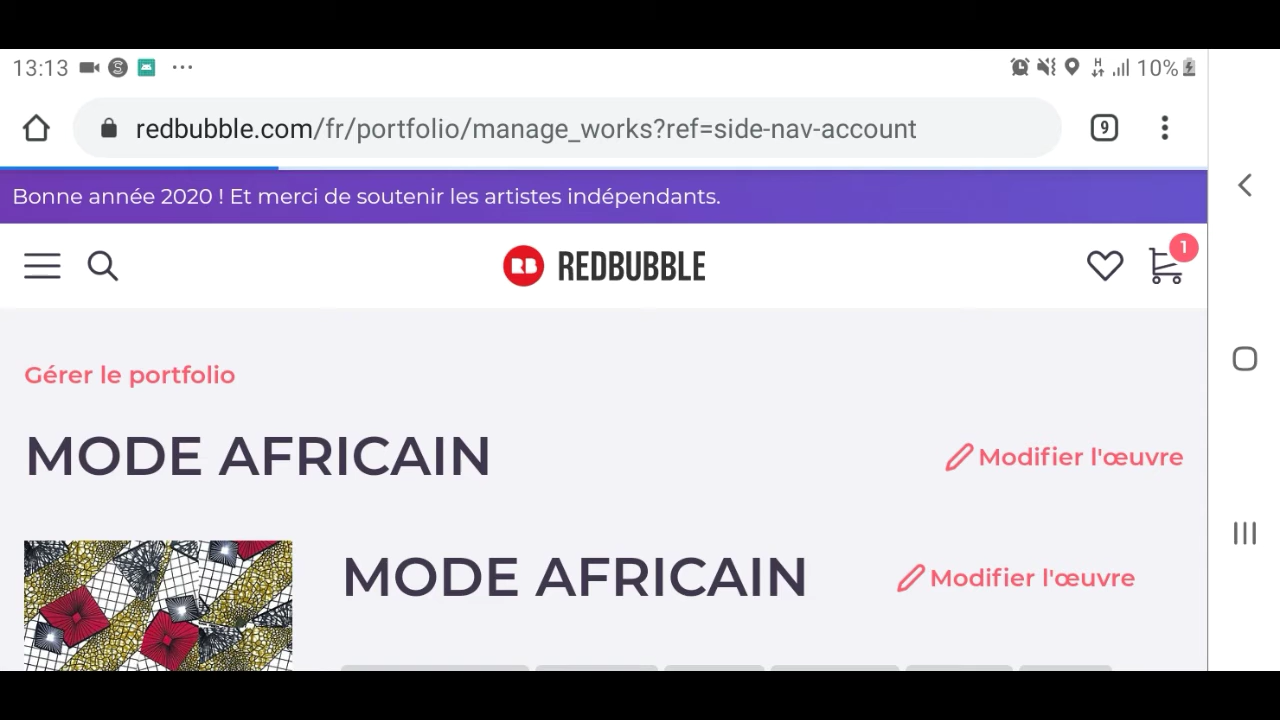 13:13 10%
redbubble.com/fr/portfolio/manage_works?ref=side-nav-account 9
Bonne année 2020 ! Et merci de soutenir les artistes indépendants.
RB REDBUBBLE 1
Gérer le portfolio
MODE AFRICAIN Modifier l'œuvre
MODE AFRICAIN Modifier l'œuvre